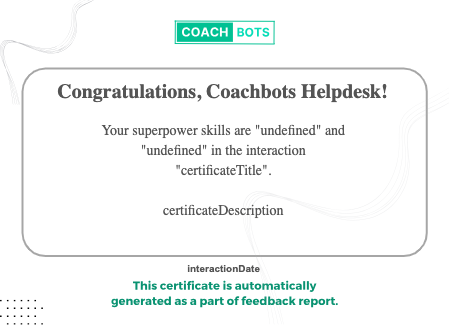 COACH BOTS
Congratulations, Coachbots Helpdesk!
Your superpower skills are "undefined" and
"undefined" in the interaction
"certificateTitle".
certificateDescription
interactionDate
This certificate is automatically
generated as a part of feedback report.